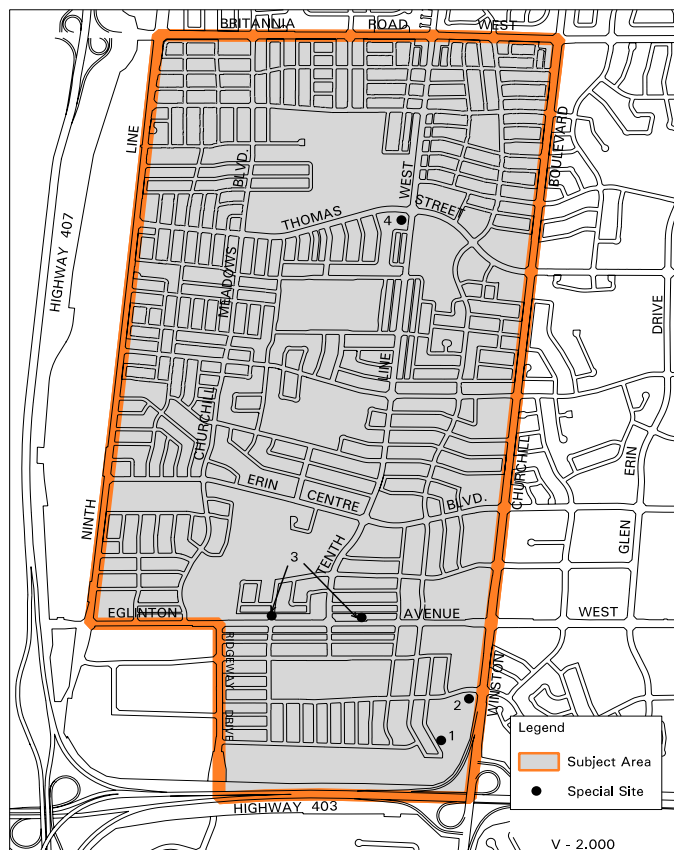 BRITANNIA ROAD WEST
LINE
BLVD.
BOULEVARD
WEST
THOMAS STREET
4
HIGHWAY 407
MEADOWS
DRIVE
LINE
CHURCHILL
CHURCHILL
ERIN CENTRE BLVD.
ERIN
NINTH
GLEN
3
TENTH
EGLINTON AVENUE WEST
RIDGEWAY DRIVE
WINSTON
2
1
Legend
Subject Area
Special Site
HIGHWAY 403
V - 2.000